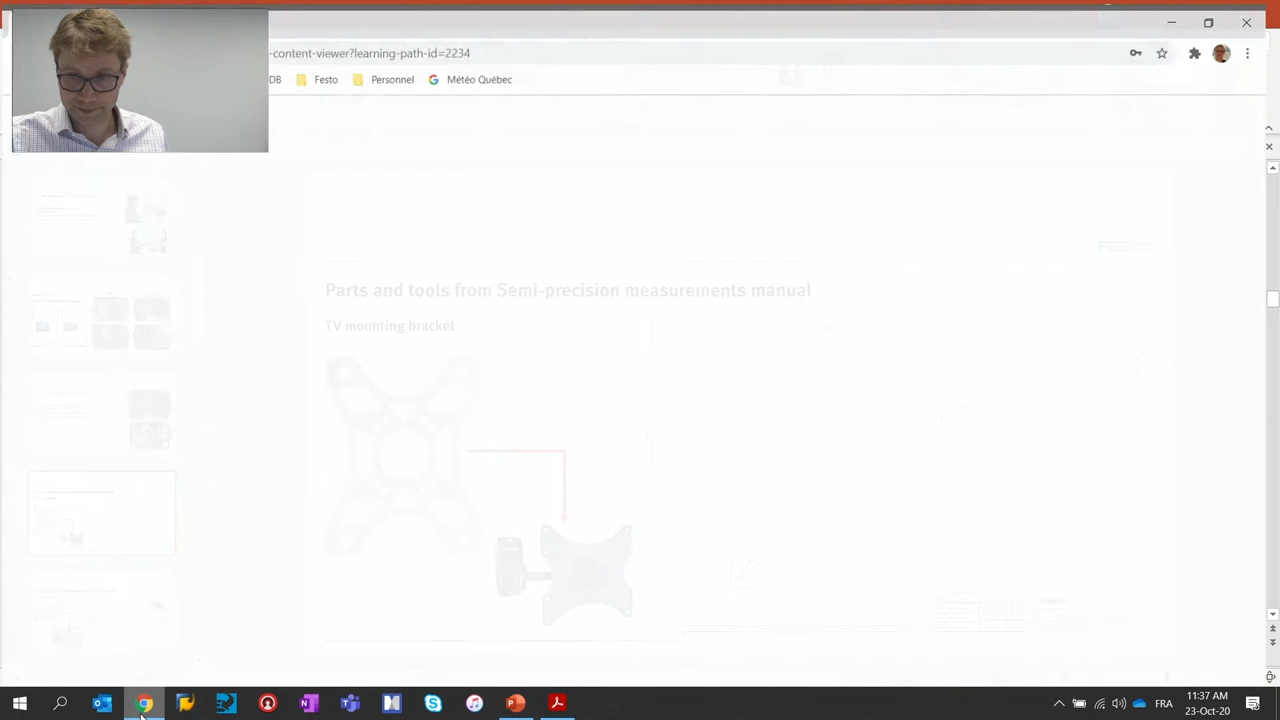 -content-viewer?learning-path-id=2234
DB
Festo
Personnel
Météo Québec
Parts and tools from Semi-precision measurements manual
TV mounting bracket
FRA
11:37 AM
23-Oct-20